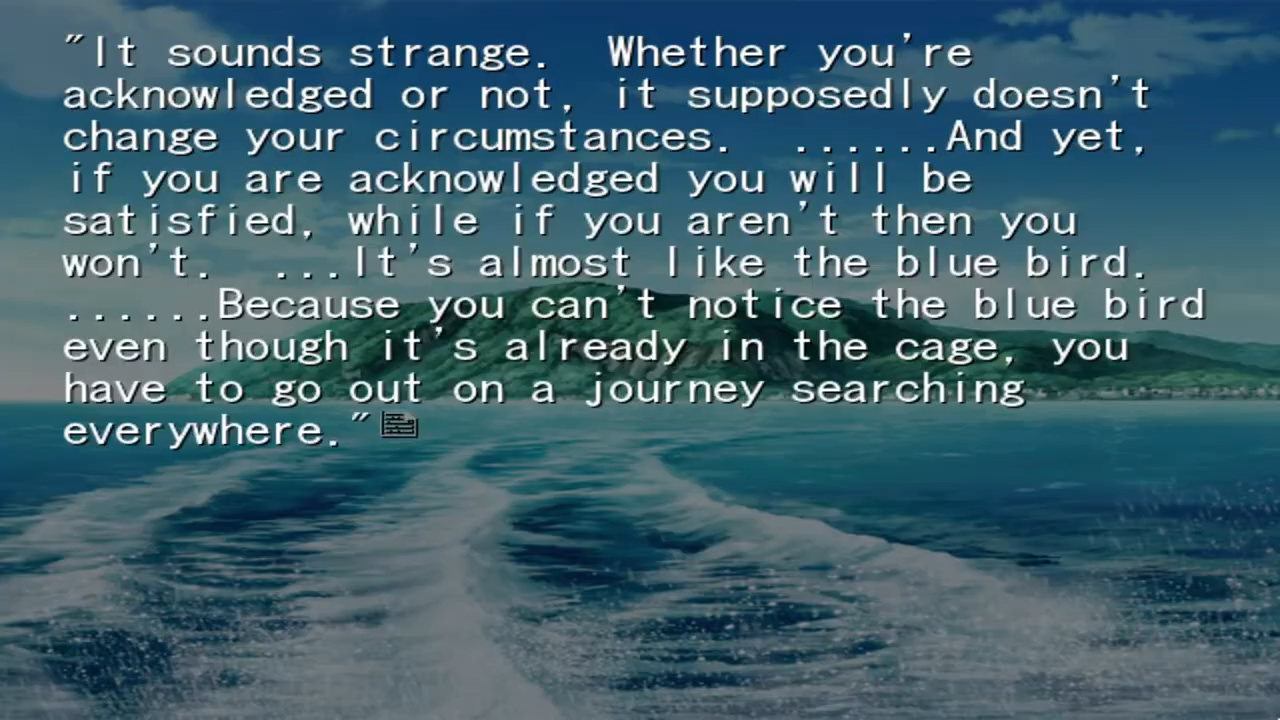 "It sounds strange.  Whether you're
acknowledged or not, it supposedly doesn't
change your circumstances.  ......And yet,
if you are acknowledged you will be
satisfied, while if you aren't then you
won't.  ...It's almost like the blue bird.
......Because you can't notice the blue bird
even though it's already in the cage, you
have to go out on a journey searching
everywhere."